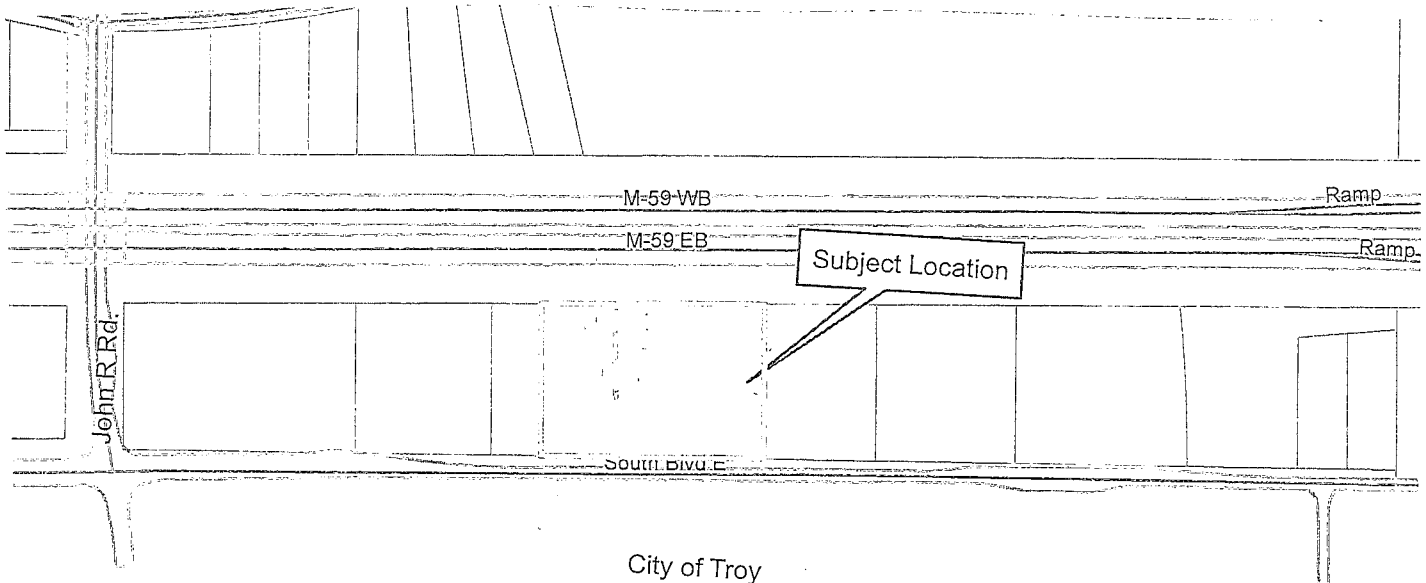 M-59 WB
Ramp
M-59 EB
Ramp
Subject Location
John R Rd.
South Blvd E
City of Troy